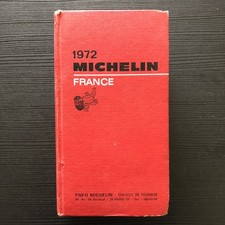 1972
MICHELIN
FRANCE
PNEU MICHELIN - SERVICES DE TOURISME